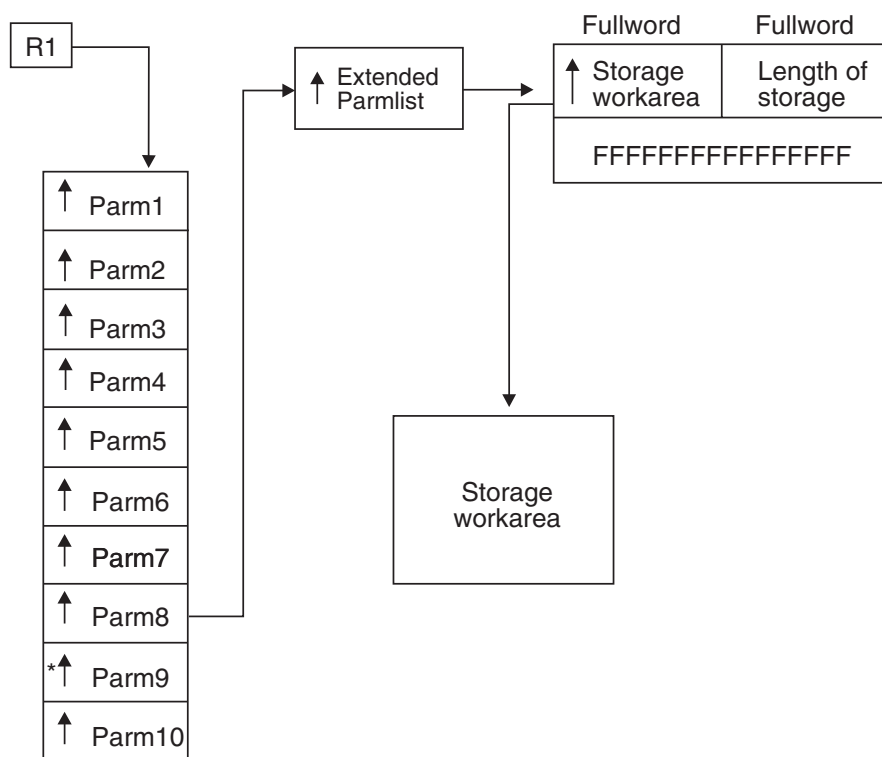 R1
Parm1
Parm2
Parm3
Parm4
Parm5
Parm6
Parm7
Parm8
* Parm9
Parm10
Extended
Parmlist
Fullword
Fullword
Storage
workarea
Length of
storage
FFFFFFFFFFFFFFFF
Storage
workarea